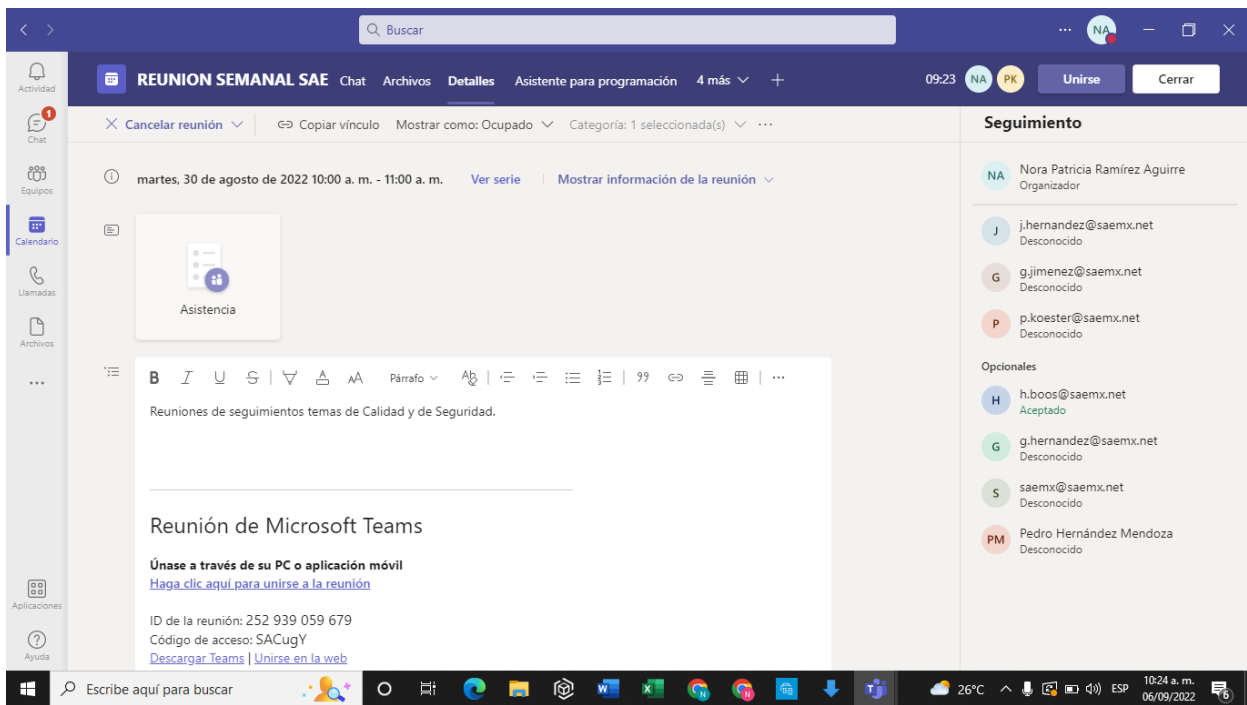 Buscar
NA
Actividad
Chat
1
Equipos
Calendario
Llamadas
Archivos
Aplicaciones
Ayuda
REUNION SEMANAL SAE Chat Archivos Detalles Asistente para programación 4 más
09:23 NA PK Unirse Cerrar
Cancelar reunión Copiar vínculo Mostrar como: Ocupado Categoría: 1 seleccionada(s)
martes, 30 de agosto de 2022 10:00 a. m. - 11:00 a. m. Ver serie Mostrar información de la reunión
Asistencia
B I U S A AA Párrafo
Reuniones de seguimientos temas de Calidad y de Seguridad.
Reunión de Microsoft Teams
Únase a través de su PC o aplicación móvil
Haga clic aquí para unirse a la reunión
ID de la reunión: 252 939 059 679
Código de acceso: SACugY
Descargar Teams | Unirse en la web
Seguimiento
NA Nora Patricia Ramírez Aguirre
Organizador
J j.hernandez@saemx.net
Desconocido
G g.jimenez@saemx.net
Desconocido
P p.koester@saemx.net
Desconocido
Opcionales
H h.boos@saemx.net
Aceptado
G g.hernandez@saemx.net
Desconocido
S saemx@saemx.net
Desconocido
PM Pedro Hernández Mendoza
Desconocido
Escribe aquí para buscar
26°C ESP
10:24 a. m.
06/09/2022
6